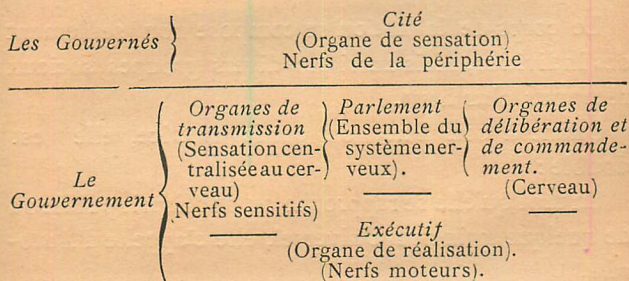 Les Gouvernés
Cité
(Organe de sensation)
Nerfs de la périphérie
Le
Gouvernement
Organes de
transmission
(Sensation cen-
tralisée au cer-
veau)
Nerfs sensitifs)
Parlement
(Ensemble du
système ner-
veux).
Organes de
délibération et
de commande-
ment.
(Cerveau)
Exécutif
(Organe de réalisation).
(Nerfs moteurs).